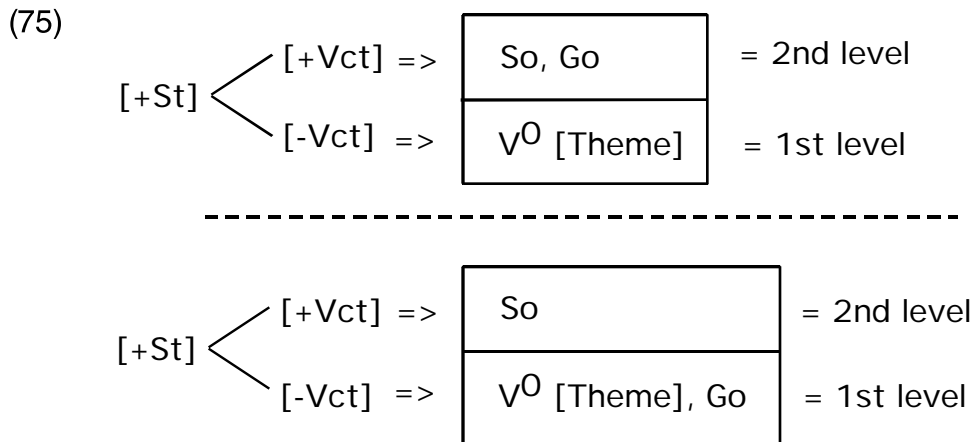 (75)
[+Vct] => So, Go = 2nd level
[+St]
[-Vct] => V⁰ [Theme] = 1st level
[+Vct] => So = 2nd level
[+St]
[-Vct] => V⁰ [Theme], Go = 1st level